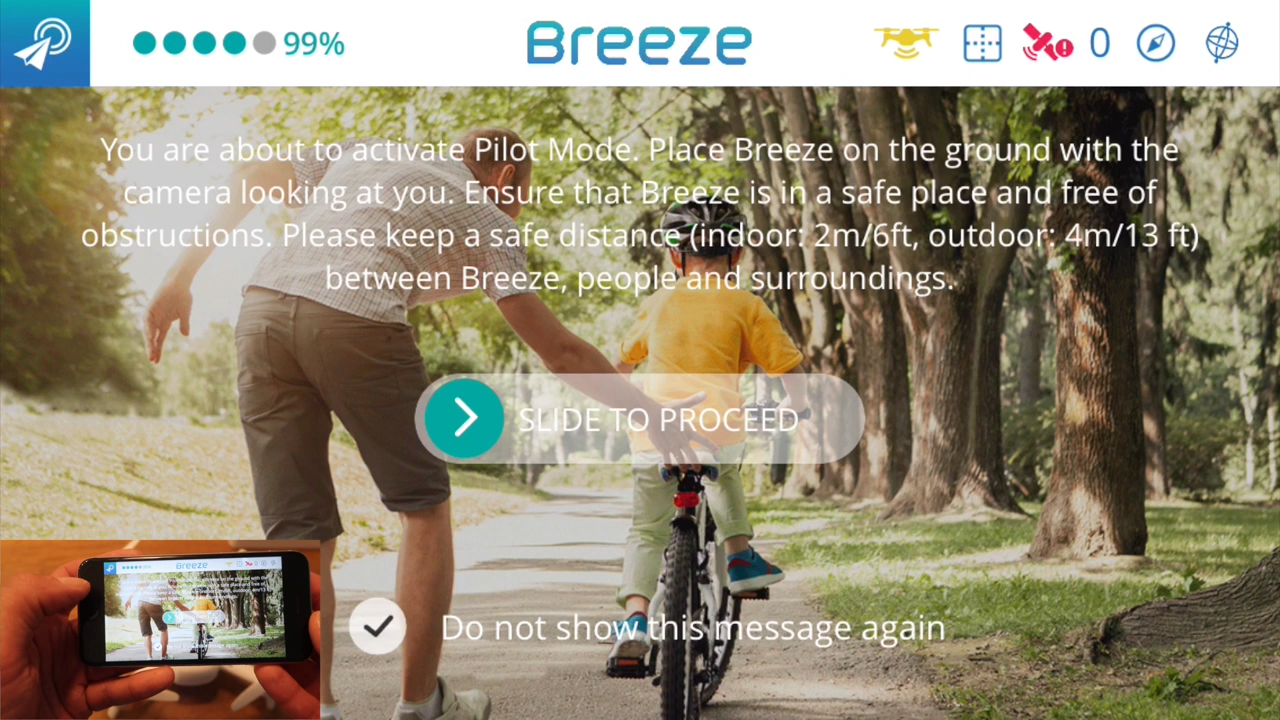 99%
Breeze
0
You are about to activate Pilot Mode. Place Breeze on the ground with the
camera looking at you. Ensure that Breeze is in a safe place and free of
obstructions. Please keep a safe distance (indoor: 2m/6ft, outdoor: 4m/13 ft)
between Breeze, people and surroundings.
SLIDE TO PROCEED
Do not show this message again
Breeze